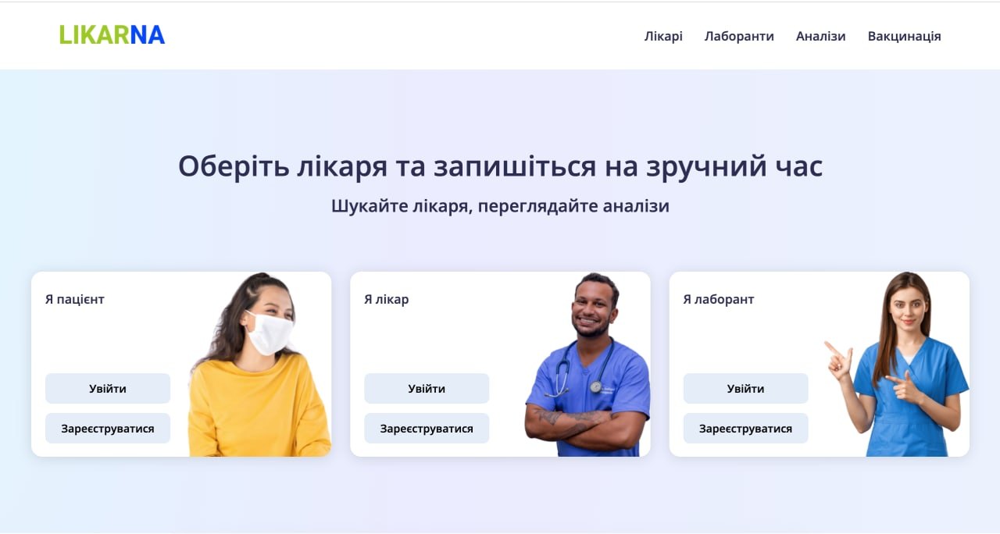 LIKARNA
Лікарі Лаборанти Аналізи Вакцинація
Оберіть лікаря та запишіться на зручний час
Шукайте лікаря, переглядайте аналізи
Я пацієнт
Увійти
Зареєструватися
Я лікар
Увійти
Зареєструватися
Я лаборант
Увійти
Зареєструватися